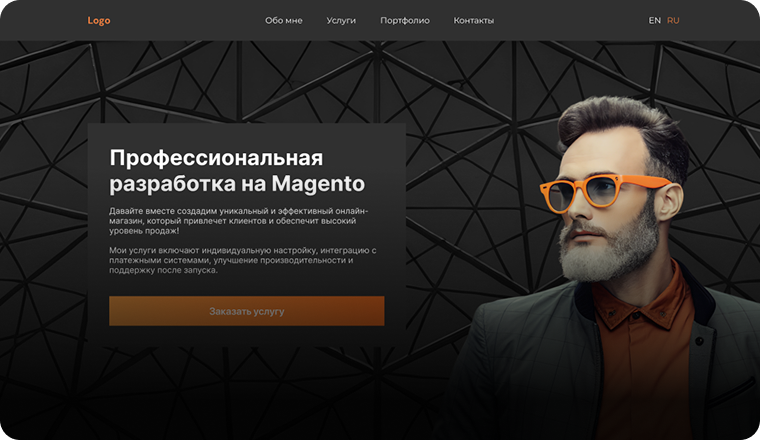 Logo
Обо мне
Услуги
Портфолио
Контакты
EN RU
Профессиональная
разработка на Magento
Давайте вместе создадим уникальный и эффективный онлайн-
магазин, который привлечет клиентов и обеспечит высокий
уровень продаж!
Мои услуги включают индивидуальную настройку, интеграцию с
платежными системами, улучшение производительности и
поддержку после запуска.
Заказать услугу